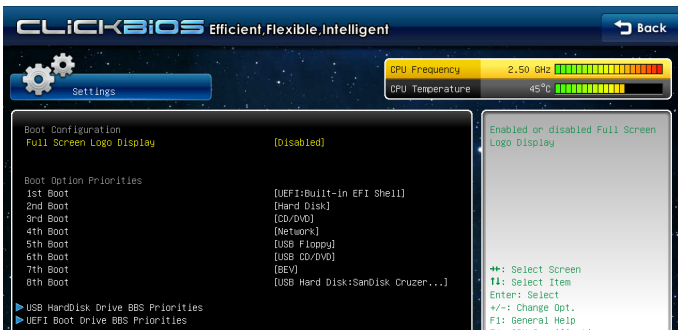 CLiCKBIOS Efficient,Flexible,Intelligent
Back
Settings
CPU Frequency 2.50 GHz
CPU Temperature 45°C
Boot Configuration
Full Screen Logo Display [Disabled]
Boot Option Priorities
1st Boot [UEFI:Built-in EFI Shell]
2nd Boot [Hard Disk]
3rd Boot [CD/DVD]
4th Boot [Network]
5th Boot [USB Floppy]
6th Boot [USB CD/DVD]
7th Boot [BEV]
8th Boot [USB Hard Disk:SanDisk Cruzer...]
USB HardDisk Drive BBS Priorities
UEFI Boot Drive BBS Priorities
Enabled or disabled Full Screen
Logo Display
→←: Select Screen
↑↓: Select Item
Enter: Select
+/-: Change Opt.
F1: General Help